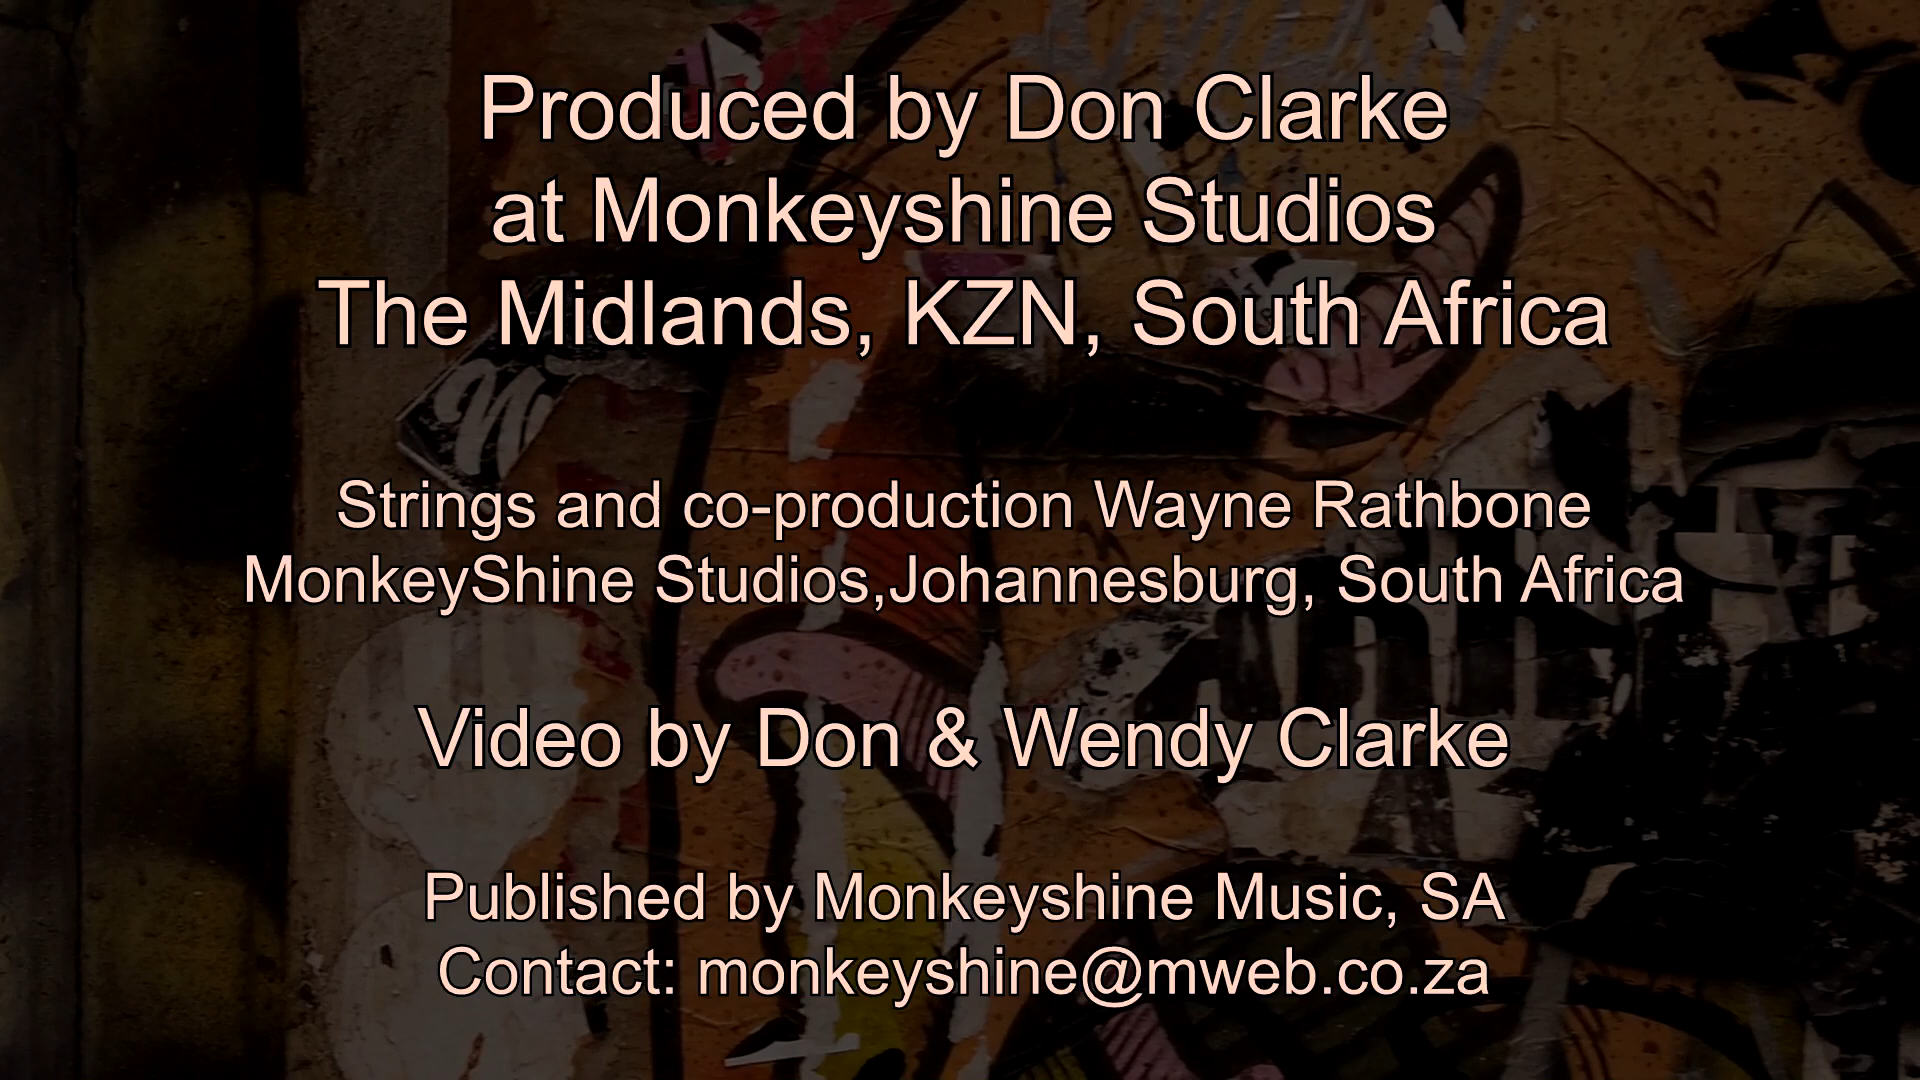 Produced by Don Clarke
at Monkeyshine Studios
The Midlands, KZN, South Africa
Strings and co-production Wayne Rathbone
MonkeyShine Studios,Johannesburg, South Africa
Video by Don & Wendy Clarke
Published by Monkeyshine Music, SA
Contact: monkeyshine@mweb.co.za